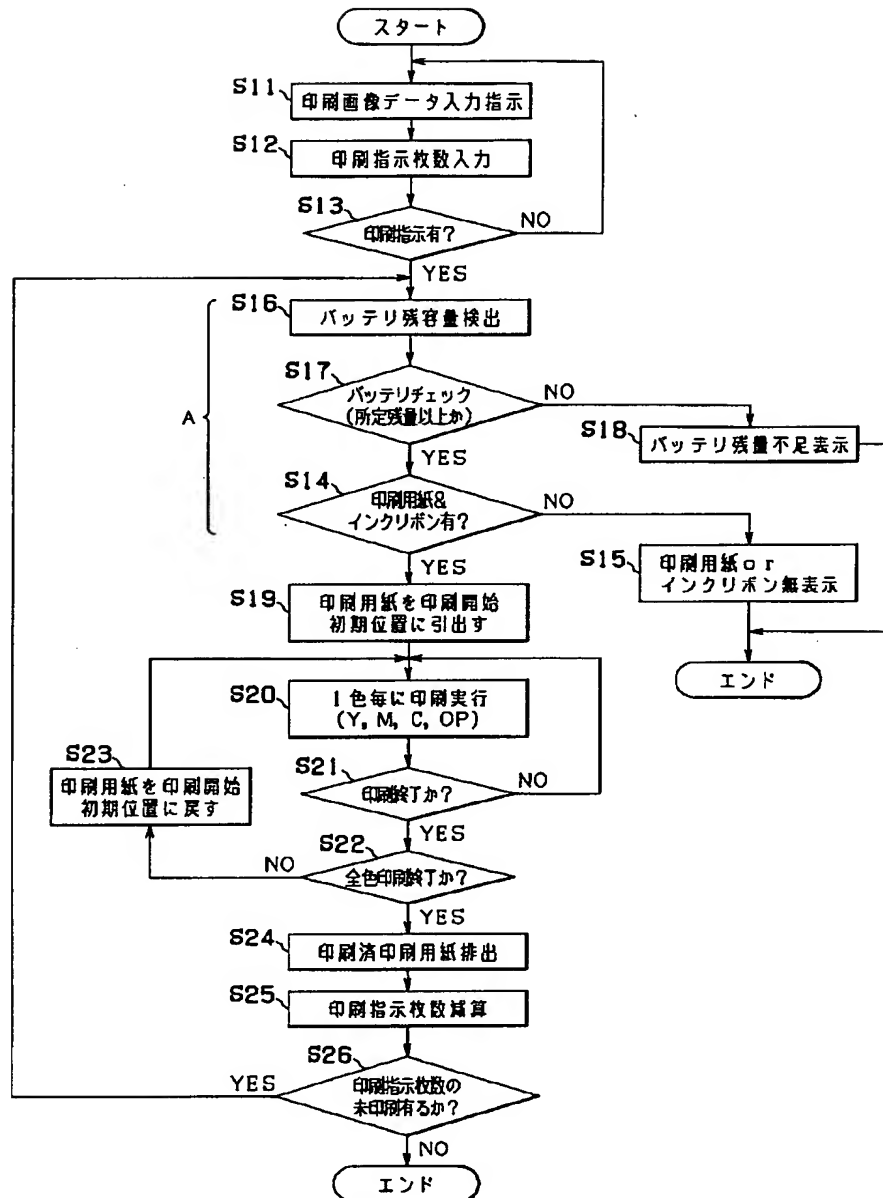 スタート
S11
印刷画像データ入力指示
S12
印刷指示枚数入力
S13
印刷指示有?
NO
YES
S16
バッテリ残容量検出
A
S17
バッテリチェック
(所定残量以上か)
NO
YES
S18
バッテリ残量不足表示
S14
印刷用紙&
インクリボン有?
NO
YES
S15
印刷用紙or
インクリボン無表示
エンド
S19
印刷用紙を印刷開始
初期位置に引出す
S20
1色毎に印刷実行
(Y, M, C, OP)
S23
印刷用紙を印刷開始
初期位置に戻す
S21
印刷終了か?
NO
YES
S22
全色印刷終了か?
NO
YES
S24
印刷済印刷用紙排出
S25
印刷指示枚数減算
S26
印刷指示枚数の
未印刷有るか?
YES
NO
エンド